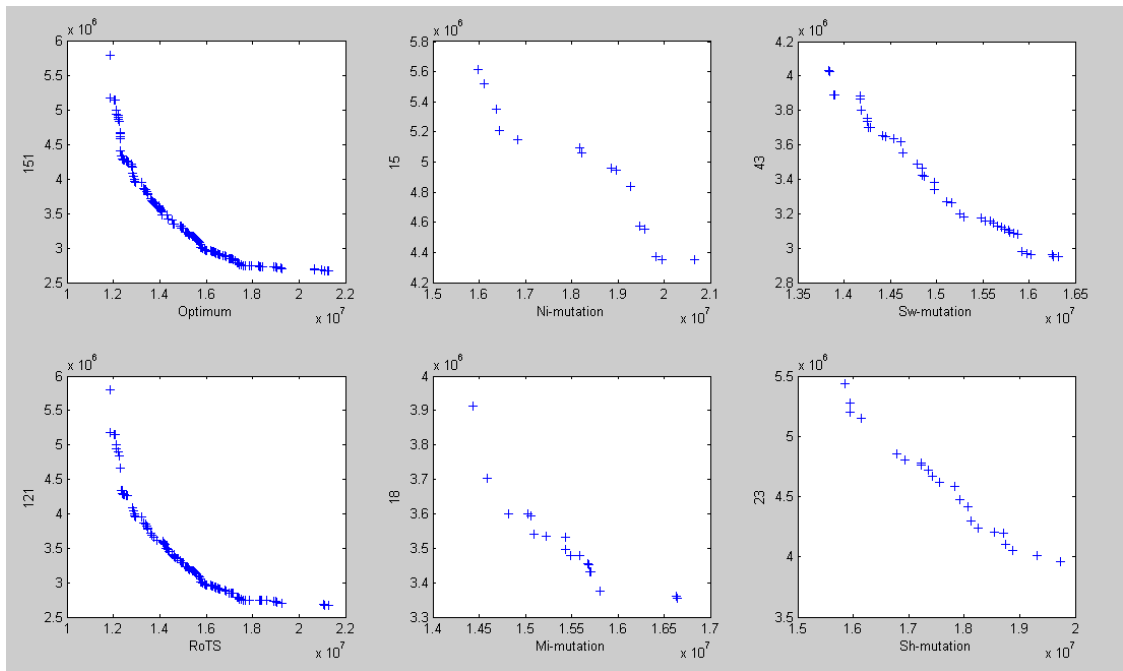 x 10^6
6
5.5
5
4.5
4
3.5
3
2.5
151
1 1.2 1.4 1.6 1.8 2 2.2
Optimum
x 10^7
x 10^6
5.8
5.6
5.4
5.2
5
4.8
4.6
4.4
4.2
15
1.5 1.6 1.7 1.8 1.9 2 2.1
Ni-mutation
x 10^7
x 10^6
4.2
4
3.8
3.6
3.4
3.2
3
2.8
43
1.35 1.4 1.45 1.5 1.55 1.6 1.65
Sw-mutation
x 10^7
x 10^6
6
5.5
5
4.5
4
3.5
3
2.5
121
1 1.2 1.4 1.6 1.8 2 2.2
RoTS
x 10^7
x 10^6
4
3.9
3.8
3.7
3.6
3.5
3.4
3.3
18
1.4 1.45 1.5 1.55 1.6 1.65 1.7
Mi-mutation
x 10^7
x 10^6
5.5
5
4.5
4
3.5
23
1.5 1.6 1.7 1.8 1.9 2
Sh-mutation
x 10^7